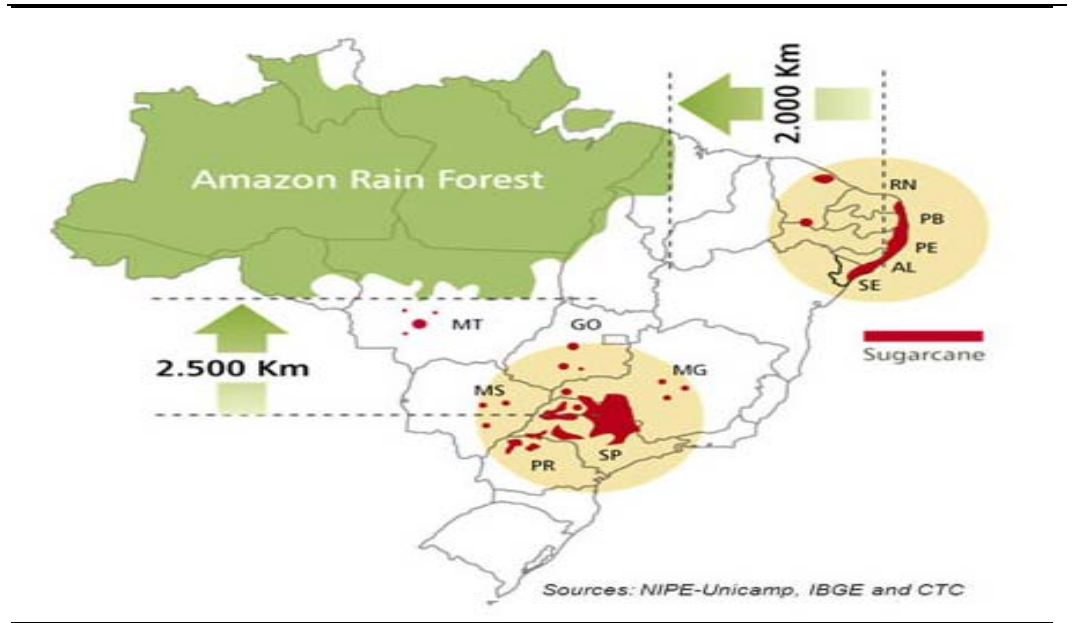 2.000 Km
Amazon Rain Forest
RN
PB
PE
AL
SE
MT
GO
Sugarcane
2.500 Km
MG
MS
SP
PR
Sources: NIPE-Unicamp, IBGE and CTC